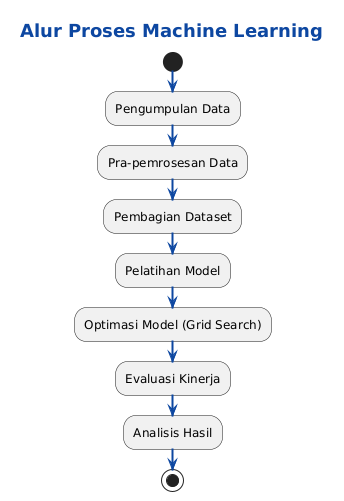 Alur Proses Machine Learning
Pengumpulan Data
Pra-pemrosesan Data
Pembagian Dataset
Pelatihan Model
Optimasi Model (Grid Search)
Evaluasi Kinerja
Analisis Hasil